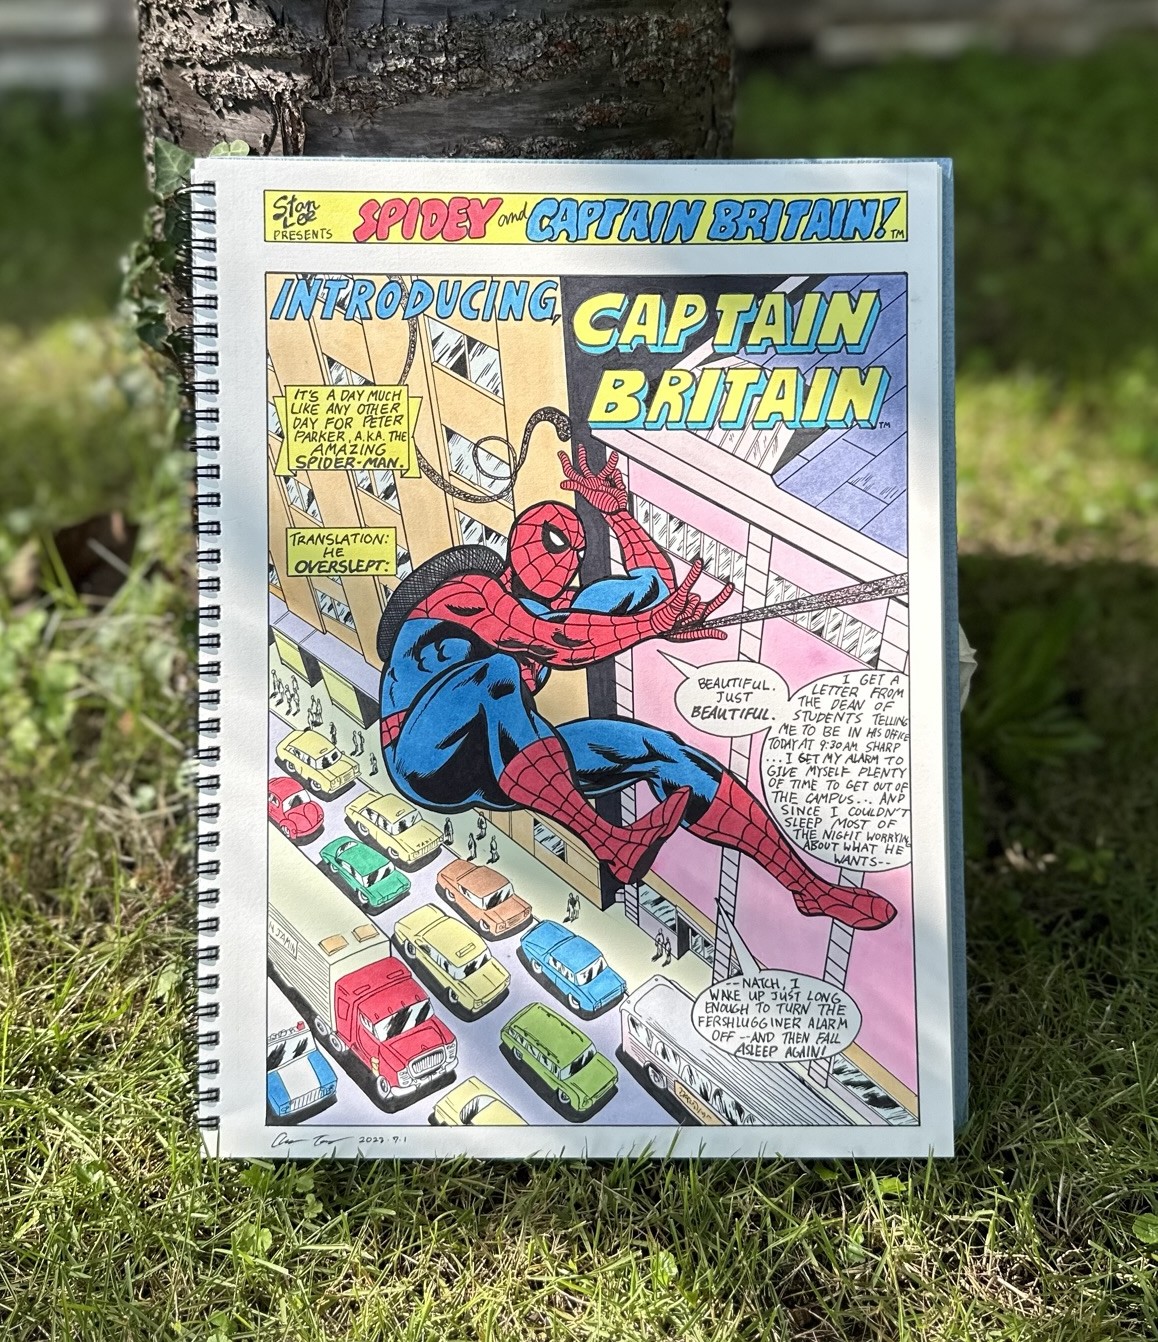 Stan Lee
PRESENTS
SPIDEY and CAPTAIN BRITAIN! TM
INTRODUCING,
CAPTAIN
BRITAIN
TM
IT'S A DAY MUCH
LIKE ANY OTHER
DAY FOR PETER
PARKER, A.K.A. THE
AMAZING
SPIDER-MAN.
TRANSLATION:
HE
OVERSLEPT:
BEAUTIFUL.
JUST
BEAUTIFUL.
I GET A
LETTER FROM
THE DEAN OF
STUDENTS TELLING
ME TO BE IN HIS OFFICE
TODAY AT 9:30 AM SHARP
...I GET MY ALARM TO
GIVE MYSELF PLENTY
OF TIME TO GET OUT OF
THE CAMPUS... AND
SINCE I COULDN'T
SLEEP MOST OF
THE NIGHT WORRYING
ABOUT WHAT HE
WANTS--
--NATCH, I
WAKE UP JUST LONG
ENOUGH TO TURN THE
FERSHLUGGINER ALARM
OFF--AND THEN FALL
ASLEEP AGAIN!